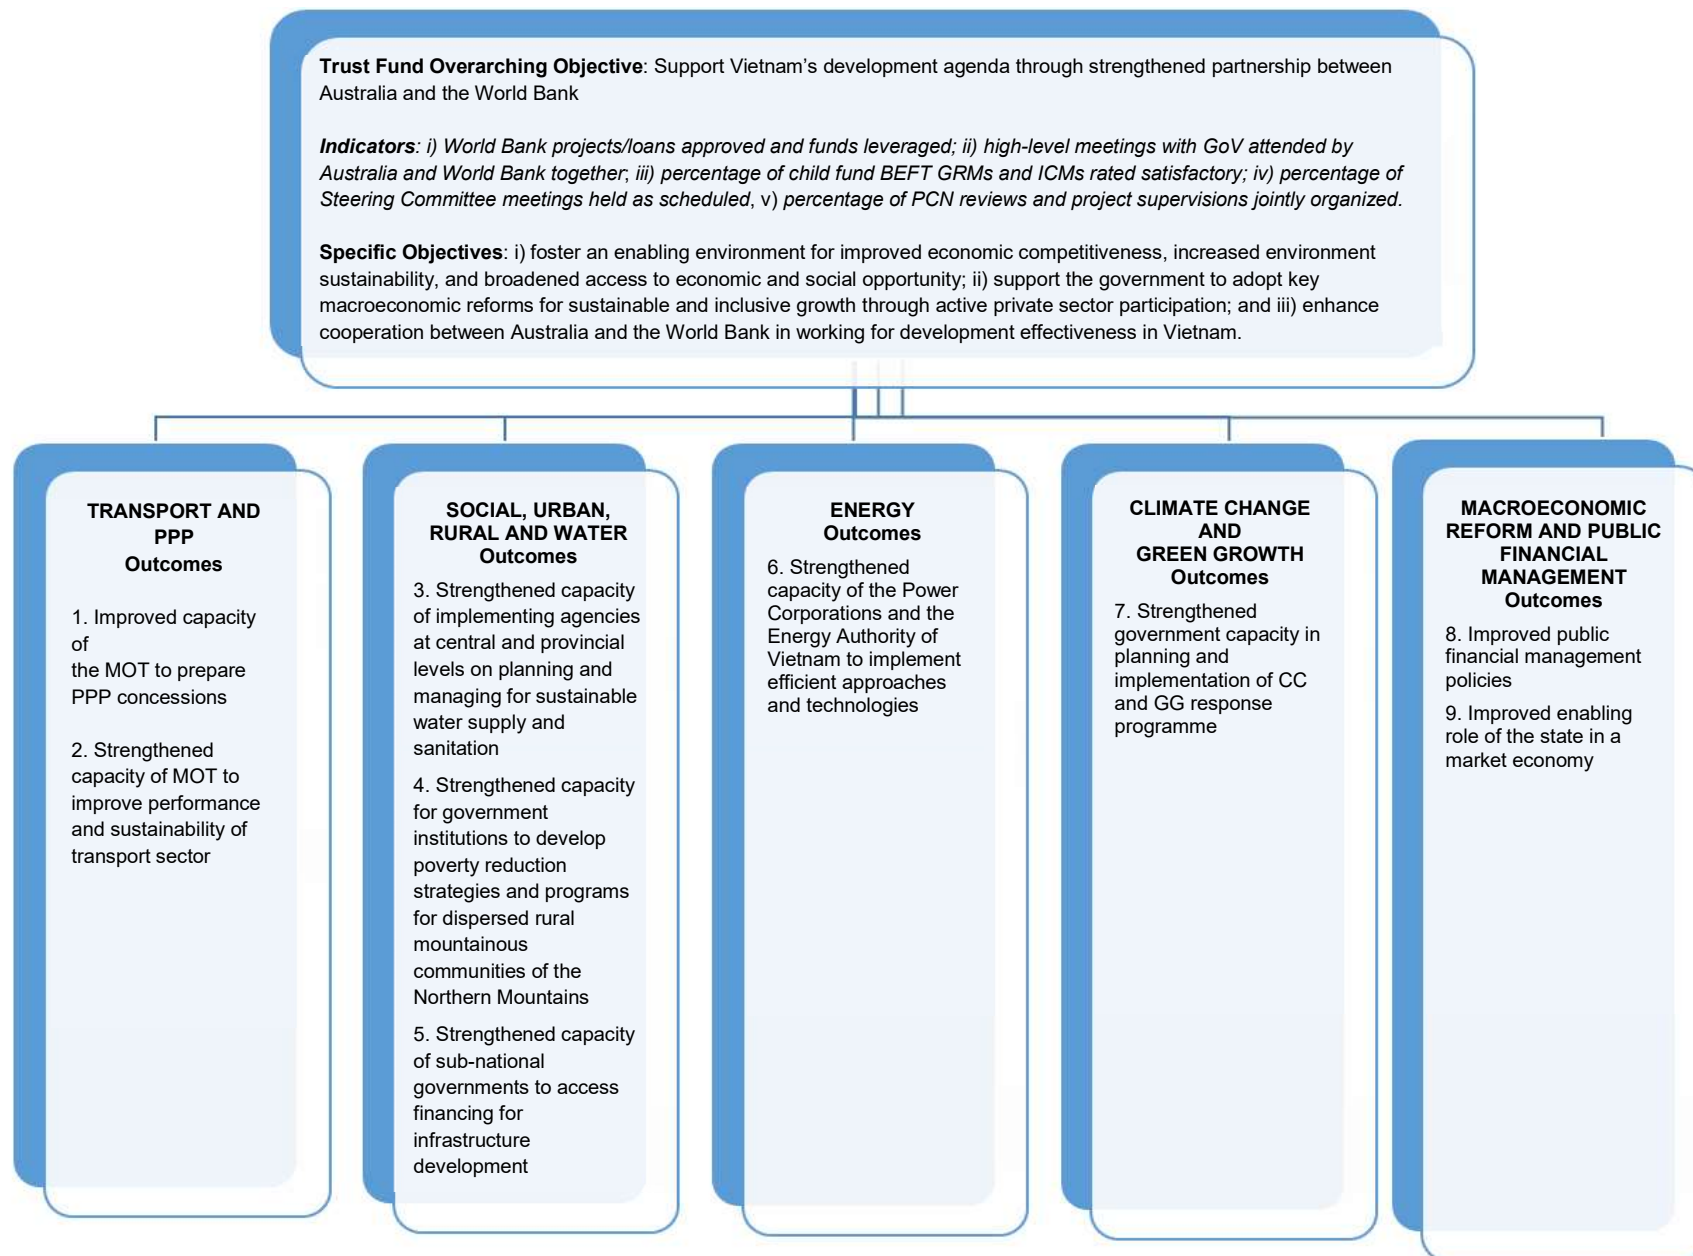 Trust Fund Overarching Objective: Support Vietnam’s development agenda through strengthened partnership between
Australia and the World Bank
Indicators: i) World Bank projects/loans approved and funds leveraged; ii) high-level meetings with GoV attended by
Australia and World Bank together; iii) percentage of child fund BEFT GRMs and ICMs rated satisfactory; iv) percentage of
Steering Committee meetings held as scheduled, v) percentage of PCN reviews and project supervisions jointly organized.
Specific Objectives: i) foster an enabling environment for improved economic competitiveness, increased environment
sustainability, and broadened access to economic and social opportunity; ii) support the government to adopt key
macroeconomic reforms for sustainable and inclusive growth through active private sector participation; and iii) enhance
cooperation between Australia and the World Bank in working for development effectiveness in Vietnam.
TRANSPORT AND
PPP
Outcomes
1. Improved capacity
of
the MOT to prepare
PPP concessions
2. Strengthened
capacity of MOT to
improve performance
and sustainability of
transport sector
SOCIAL, URBAN,
RURAL AND WATER
Outcomes
3. Strengthened capacity
of implementing agencies
at central and provincial
levels on planning and
managing for sustainable
water supply and
sanitation
4. Strengthened capacity
for government
institutions to develop
poverty reduction
strategies and programs
for dispersed rural
mountainous
communities of the
Northern Mountains
5. Strengthened capacity
of sub-national
governments to access
financing for
infrastructure
development
ENERGY
Outcomes
6. Strengthened
capacity of the Power
Corporations and the
Energy Authority of
Vietnam to implement
efficient approaches
and technologies
CLIMATE CHANGE
AND
GREEN GROWTH
Outcomes
7. Strengthened
government capacity in
planning and
implementation of CC
and GG response
programme
MACROECONOMIC
REFORM AND PUBLIC
FINANCIAL
MANAGEMENT
Outcomes
8. Improved public
financial management
policies
9. Improved enabling
role of the state in a
market economy